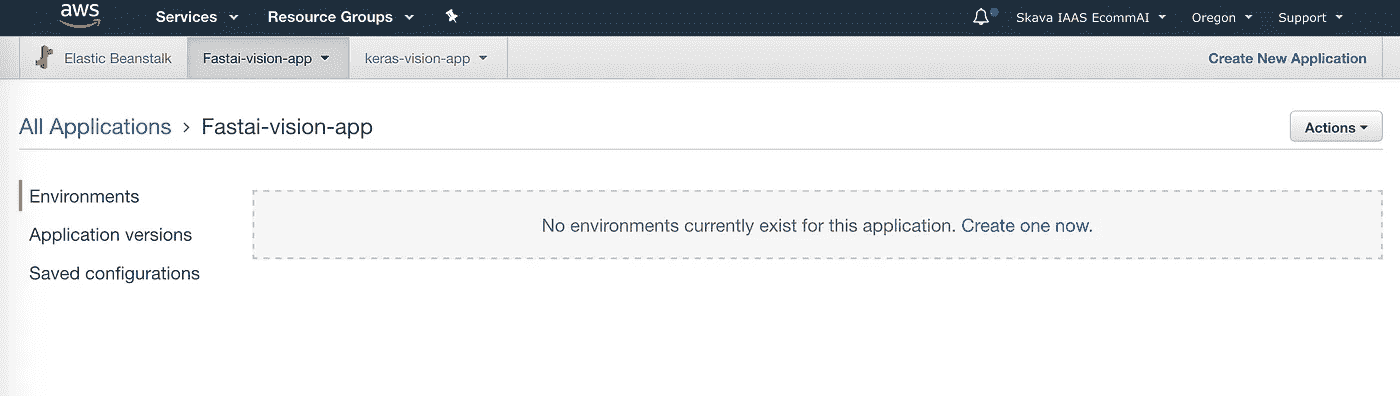 aws Services Resource Groups Skava IAAS EcommAI Oregon Support
Elastic Beanstalk Fastai-vision-app keras-vision-app Create New Application
All Applications › Fastai-vision-app Actions
Environments
No environments currently exist for this application. Create one now.
Application versions
Saved configurations